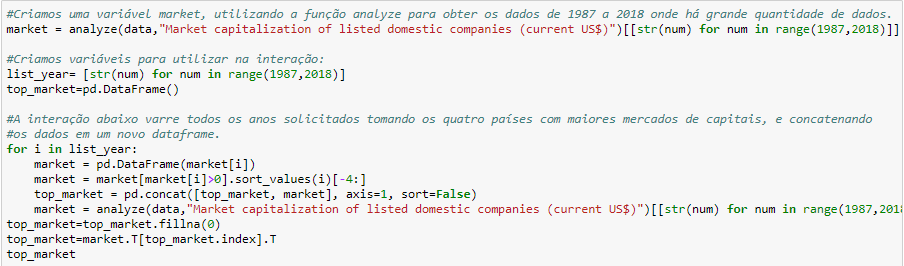 #Criamos uma variável market, utilizando a função analyze para obter os dados de 1987 a 2018 onde há grande quantidade de dados.
market = analyze(data,"Market capitalization of listed domestic companies (current US$)")[[str(num) for num in range(1987,2018)]]
#Criamos variáveis para utilizar na interação:
list_year= [str(num) for num in range(1987,2018)]
top_market=pd.DataFrame()
#A interação abaixo varre todos os anos solicitados tomando os quatro países com maiores mercados de capitais, e concatenando
#os dados em um novo dataframe.
for i in list_year:
    market = pd.DataFrame(market[i])
    market = market[market[i]>0].sort_values(i)[-4:]
    top_market = pd.concat([top_market, market], axis=1, sort=False)
    market = analyze(data,"Market capitalization of listed domestic companies (current US$)")[[str(num) for num in range(1987,201
top_market=top_market.fillna(0)
top_market=market.T[top_market.index].T
top_market